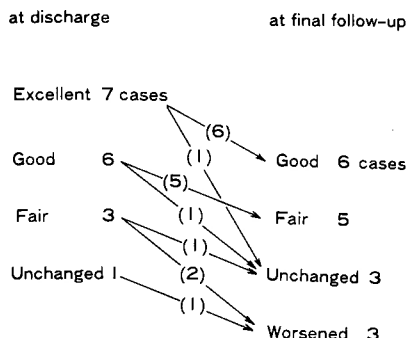 at discharge at final follow-up
Excellent 7 cases
(6)
(1)
Good 6 cases
Good 6
(5)
Fair 5
(1)
Fair 3
(1)
Unchanged 1 (2) Unchanged 3
(1)
Worsened 3